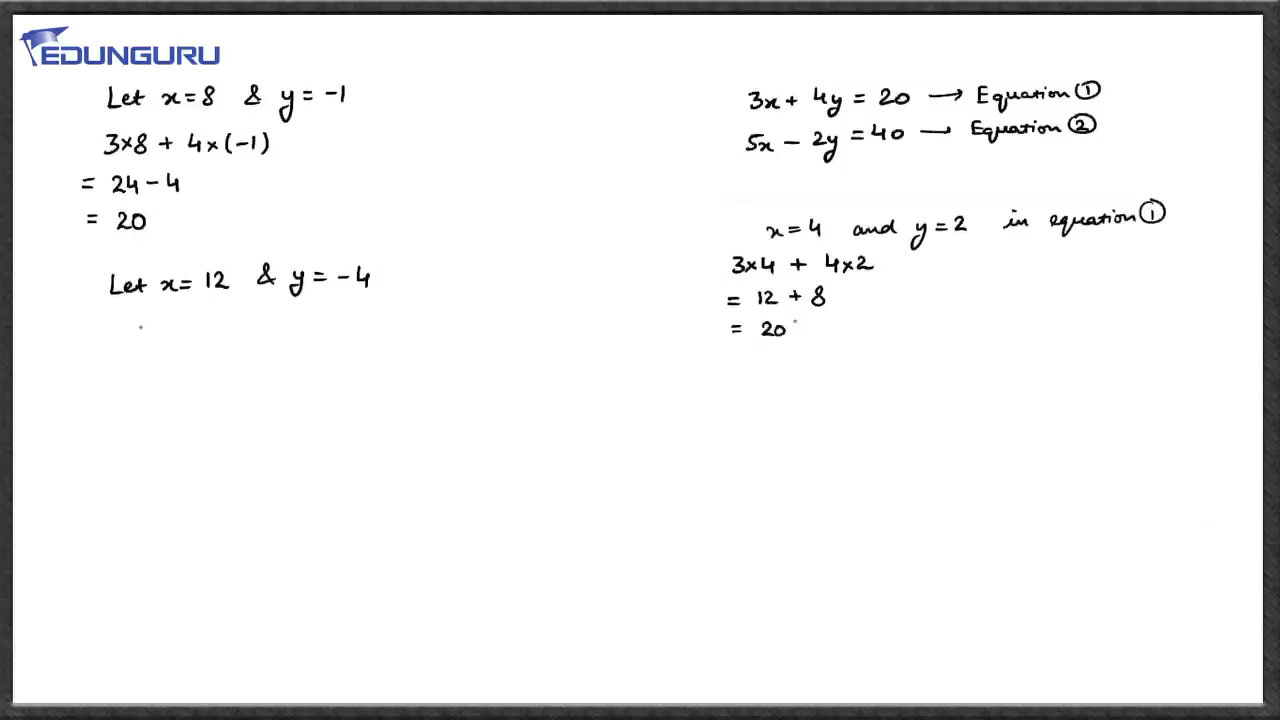 EDUNGURU
Let x=8 & y=-1
3×8 + 4×(-1)
= 24-4
= 20
Let x= 12 & y= -4
3x+ 4y = 20 → Equation ①
5x - 2y = 40 → Equation ②
x=4 and y=2 in equation ①
3×4 + 4×2
= 12 + 8
= 20